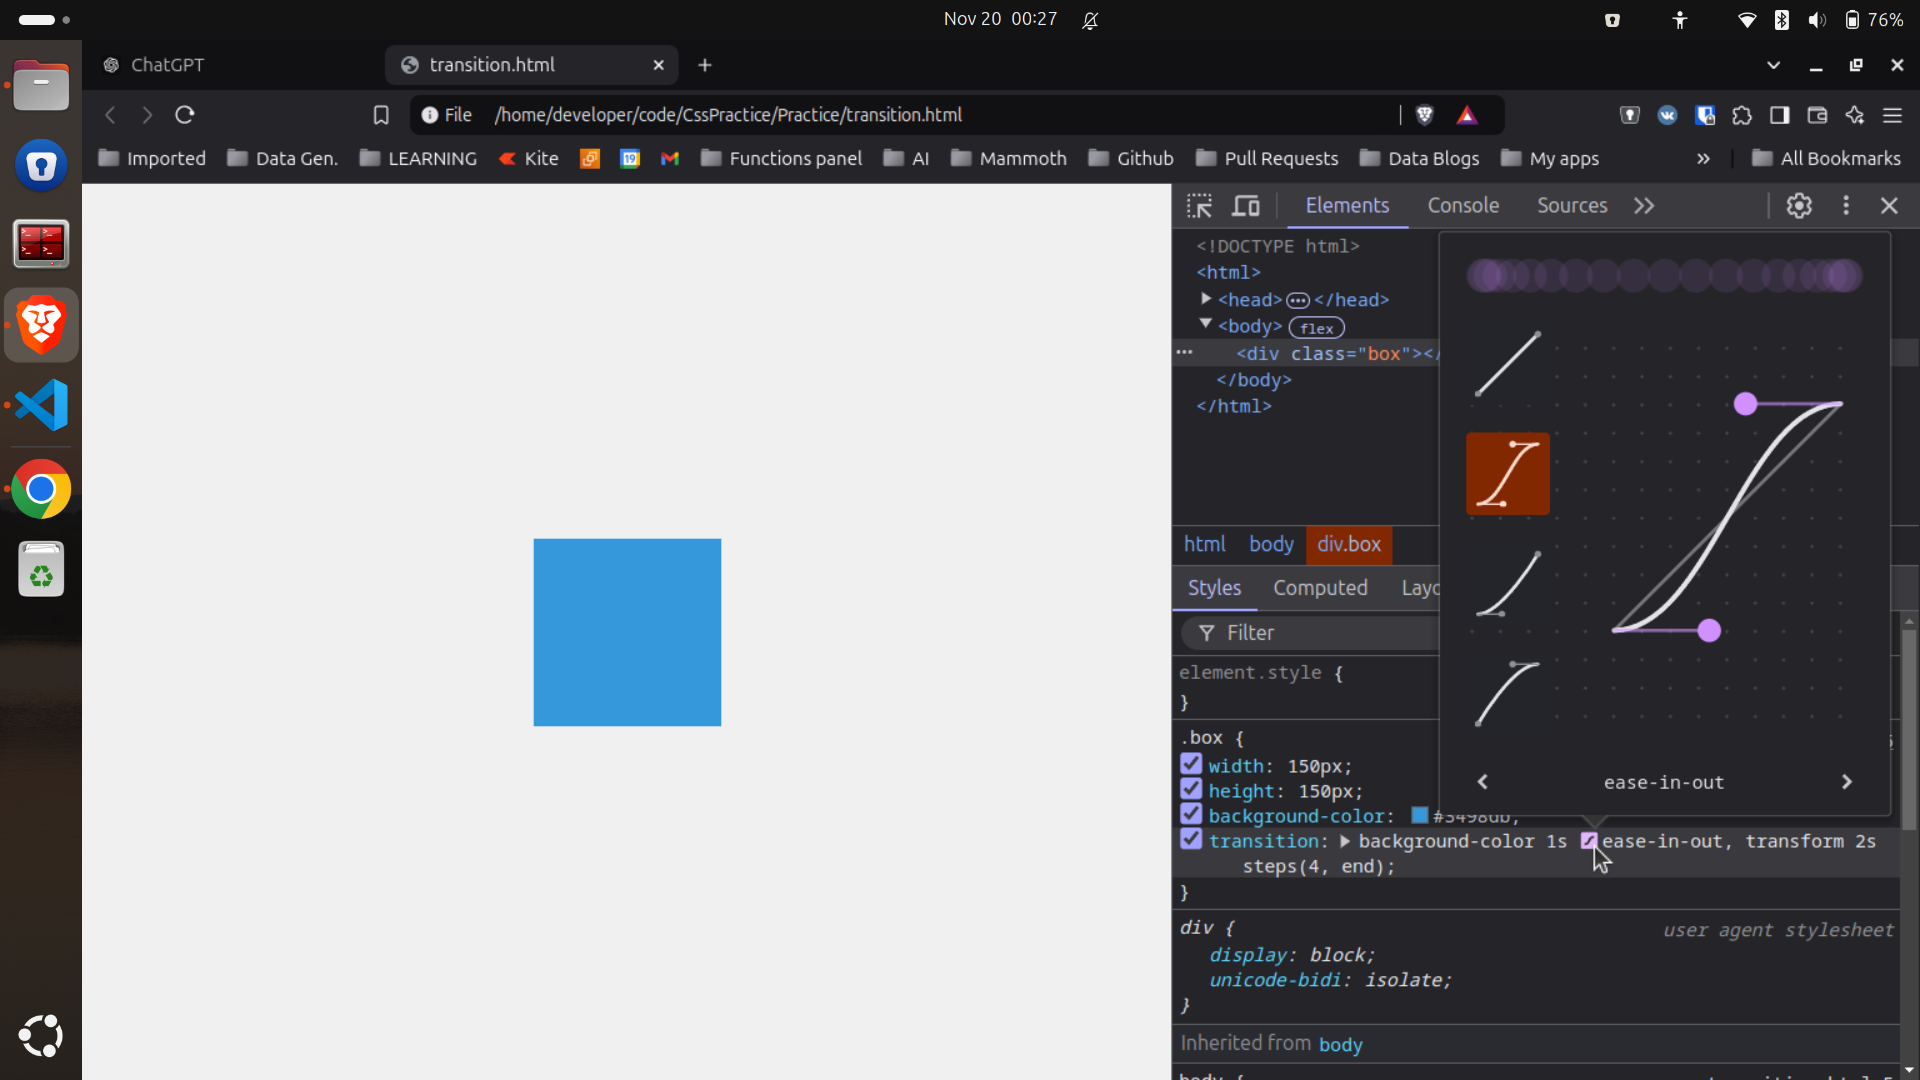 Nov 20 00:27
76%
ChatGPT
transition.html
File /home/developer/code/CssPractice/Practice/transition.html
Imported Data Gen. LEARNING Kite 19 Functions panel AI Mammoth Github Pull Requests Data Blogs My apps » All Bookmarks
Elements Console Sources
<!DOCTYPE html>
<html>
<head> </head>
<body> flex
<div class="box"></
</body>
</html>
html body div.box
Styles Computed Layo
Filter
element.style {
}
.box {
width: 150px;
height: 150px;
background-color: #3498db;
transition: background-color 1s ease-in-out, transform 2s
steps(4, end);
}
ease-in-out
div { user agent stylesheet
display: block;
unicode-bidi: isolate;
}
Inherited from body